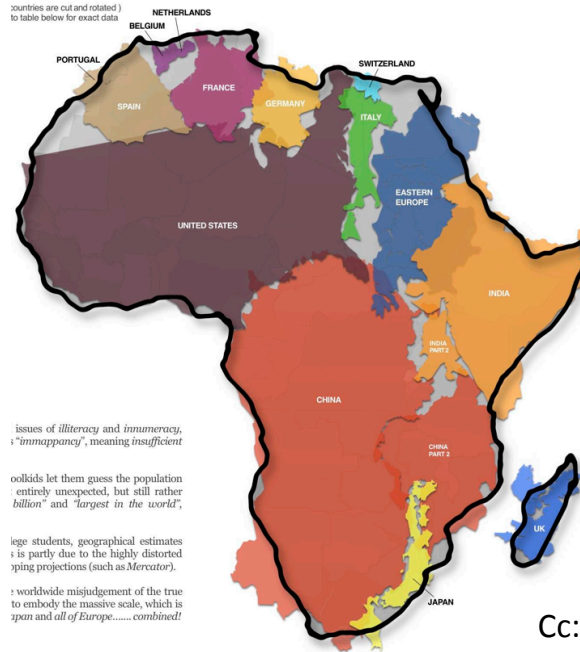 countries are cut and rotated )
to table below for exact data
NETHERLANDS
BELGIUM
PORTUGAL
SWITZERLAND
SPAIN
FRANCE
GERMANY
ITALY
EASTERN
EUROPE
UNITED STATES
INDIA
INDIA
PART 2
CHINA
CHINA
PART 2
UK
JAPAN
issues of illiteracy and innumeracy,
"immappancy", meaning insufficient
oolkids let them guess the population
entirely unexpected, but still rather
billion" and "largest in the world",
lege students, geographical estimates
s is partly due to the highly distorted
pping projections (such as Mercator).
worldwide misjudgement of the true
to embody the massive scale, which is
apan and all of Europe...... combined!
Cc: